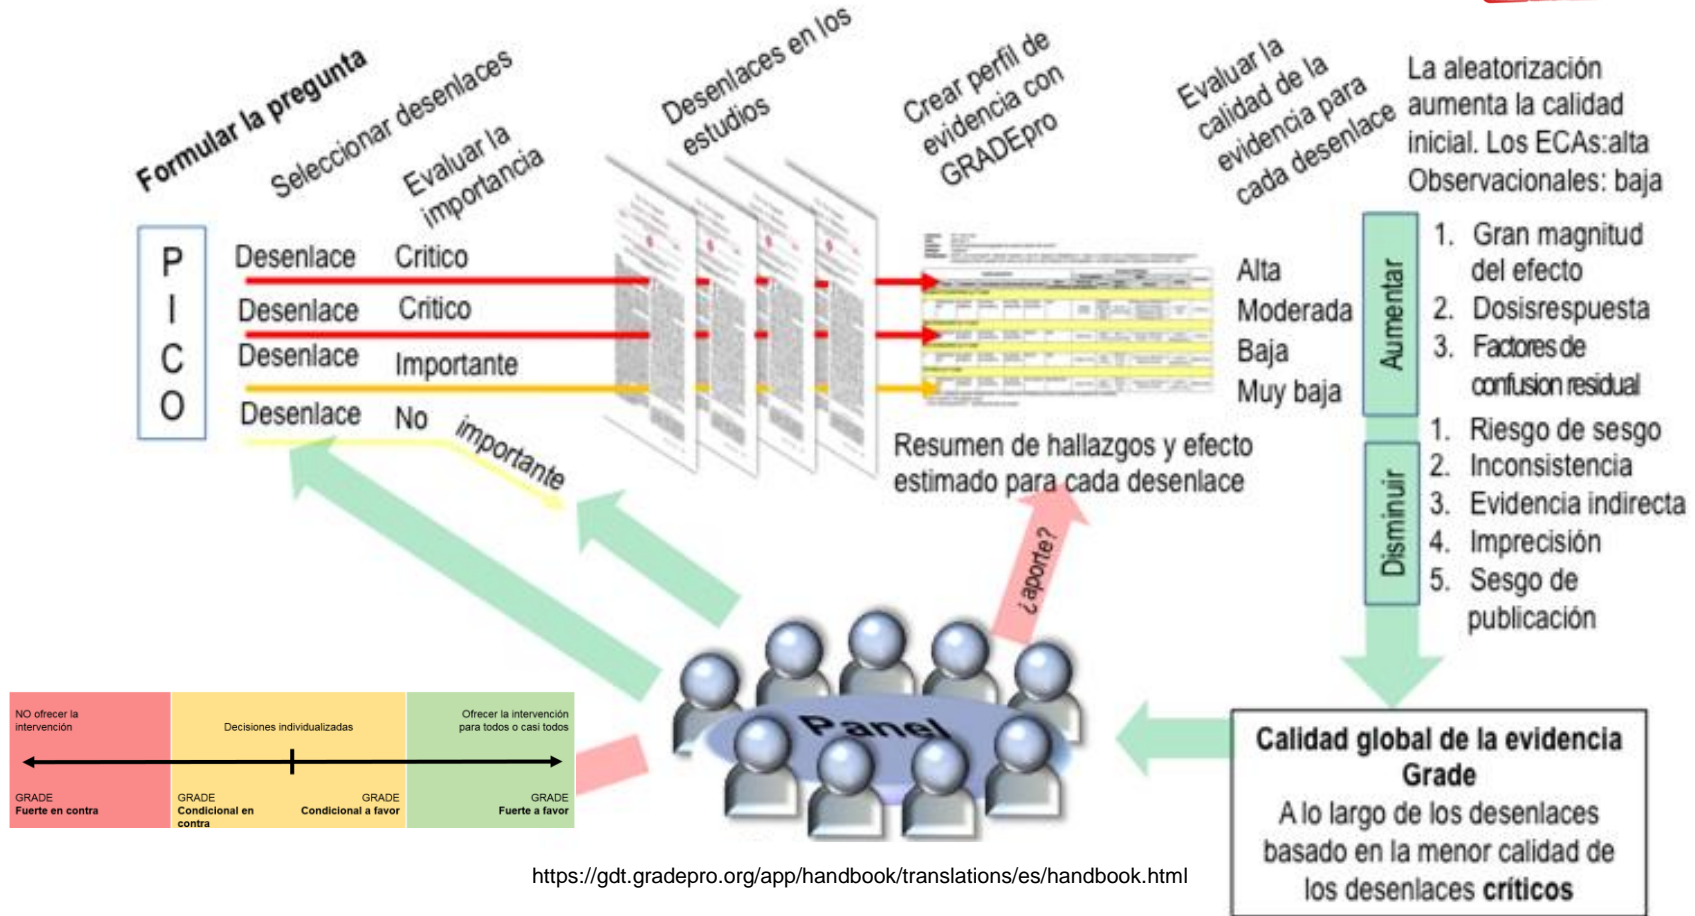 Formular la pregunta
Seleccionar desenlaces
Evaluar la
importancia
Desenlaces en los
estudios
Crear perfil de
evidencia con
GRADEpro
Evaluar la
calidad de la
evidencia para
cada desenlace
La aleatorización
aumenta la calidad
inicial. Los ECAs:alta
Observacionales: baja
P
I
C
O
Desenlace Critico
Desenlace Critico
Desenlace Importante
Desenlace No importante
Alta
Moderada
Baja
Muy baja
Resumen de hallazgos y efecto
estimado para cada desenlace
Aumentar
1. Gran magnitud
del efecto
2. Dosisrespuesta
3. Factores de
confusion residual
Disminuir
1. Riesgo de sesgo
2. Inconsistencia
3. Evidencia indirecta
4. Imprecisión
5. Sesgo de
publicación
¿aporte?
Panel
NO ofrecer la
intervención
Decisiones individualizadas
Ofrecer la intervención
para todos o casi todos
GRADE
Fuerte en contra
GRADE
Condicional en
contra
GRADE
Condicional a favor
GRADE
Fuerte a favor
Calidad global de la evidencia
Grade
A lo largo de los desenlaces
basado en la menor calidad de
los desenlaces críticos
https://gdt.gradepro.org/app/handbook/translations/es/handbook.html